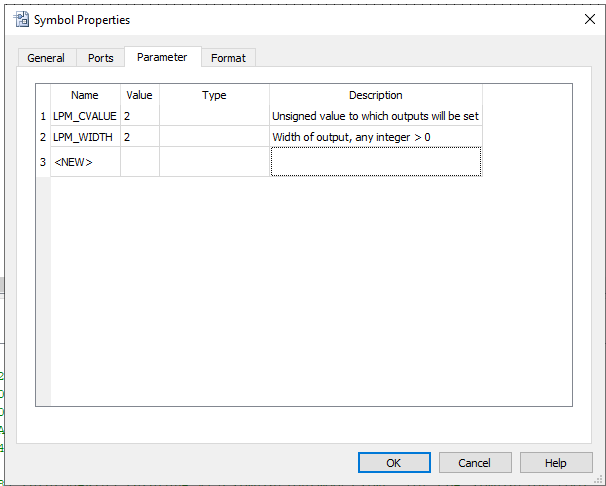 Symbol Properties
General Ports Parameter Format
Name Value Type Description
1 LPM_CVALUE 2 Unsigned value to which outputs will be set
2 LPM_WIDTH 2 Width of output, any integer > 0
3 <NEW>
OK Cancel Help